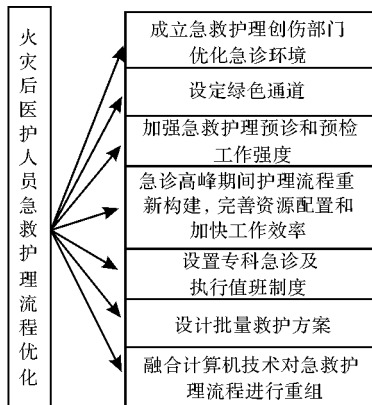 火灾后医护人员急救护理流程优化
成立急救护理创伤部门
优化急诊环境
设定绿色通道
加强急救护理预诊和预检
工作强度
急诊高峰期间护理流程重
新构建,完善资源配置和
加快工作效率
设置专科急诊及
执行值班制度
设计批量救护方案
融合计算机技术对急救护
理流程进行重组